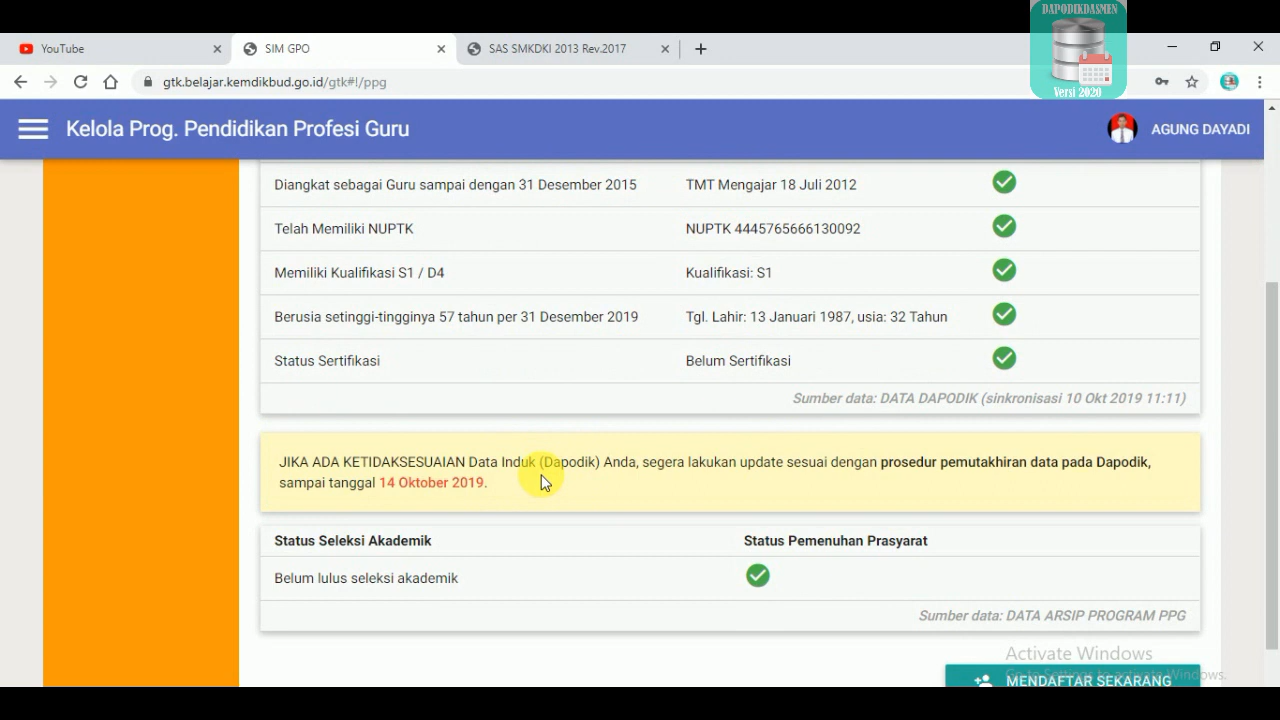 DAPODIKDASMEN
YouTube
SIM GPO
SAS SMKDKI 2013 Rev.2017
gtk.belajar.kemdikbud.go.id/gtk#!/ppg
Versi 2020
Kelola Prog. Pendidikan Profesi Guru
AGUNG DAYADI
Diangkat sebagai Guru sampai dengan 31 Desember 2015 TMT Mengajar 18 Juli 2012
Telah Memiliki NUPTK NUPTK 4445765666130092
Memiliki Kualifikasi S1 / D4 Kualifikasi: S1
Berusia setinggi-tingginya 57 tahun per 31 Desember 2019 Tgl. Lahir: 13 Januari 1987, usia: 32 Tahun
Status Sertifikasi Belum Sertifikasi
Sumber data: DATA DAPODIK (sinkronisasi 10 Okt 2019 11:11)
JIKA ADA KETIDAKSESUAIAN Data Induk (Dapodik) Anda, segera lakukan update sesuai dengan prosedur pemutakhiran data pada Dapodik,
sampai tanggal 14 Oktober 2019.
Status Seleksi Akademik Status Pemenuhan Prasyarat
Belum lulus seleksi akademik
Sumber data: DATA ARSIP PROGRAM PPG
Activate Windows
Go to Settings to activate Windows.
MENDAFTAR SEKARANG